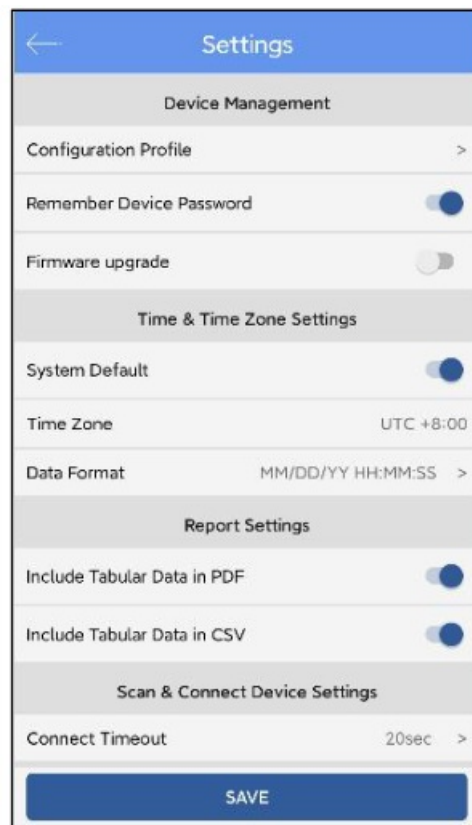 Settings
Device Management
Configuration Profile >
Remember Device Password
Firmware upgrade
Time & Time Zone Settings
System Default
Time Zone UTC +8:00
Data Format MM/DD/YY HH:MM:SS >
Report Settings
Include Tabular Data in PDF
Include Tabular Data in CSV
Scan & Connect Device Settings
Connect Timeout 20sec >
SAVE